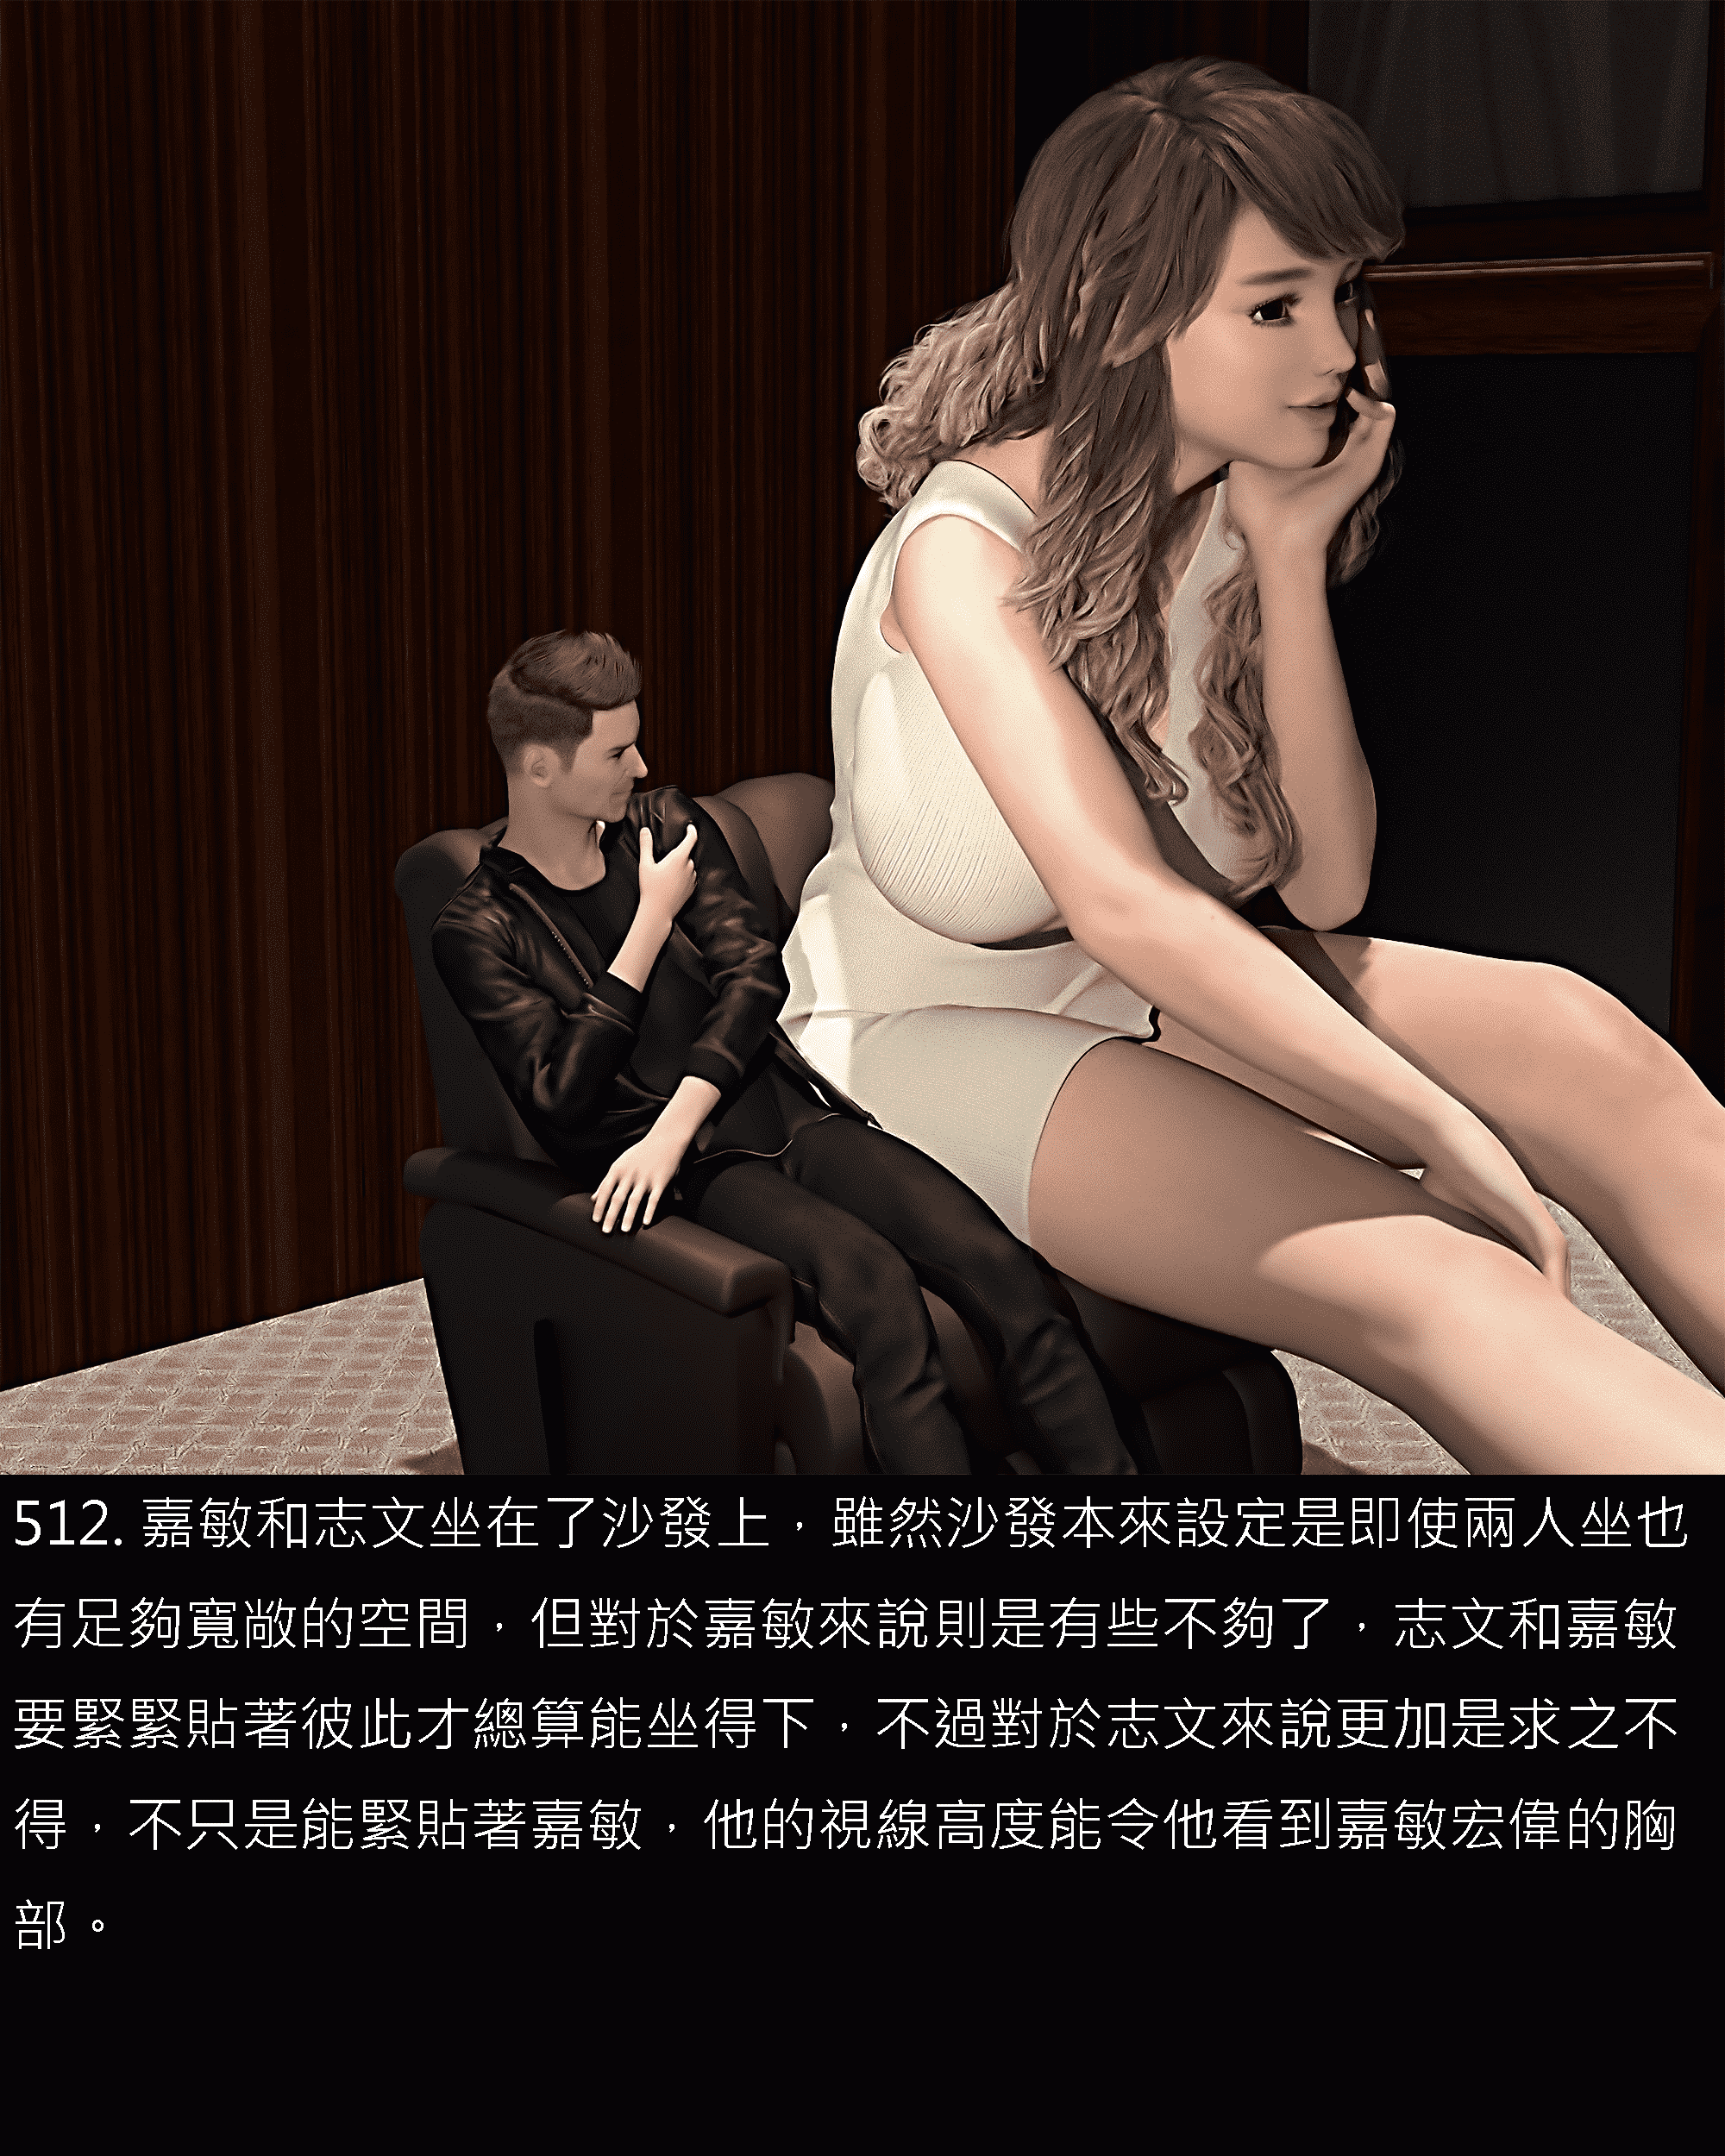 512. 嘉敏和志文坐在了沙發上，雖然沙發本來設定是即使兩人坐也
有足夠寬敞的空間，但對於嘉敏來說則是有些不夠了，志文和嘉敏
要緊緊貼著彼此才總算能坐得下，不過對於志文來說更加是求之不
得，不只是能緊貼著嘉敏，他的視線高度能令他看到嘉敏宏偉的胸
部。